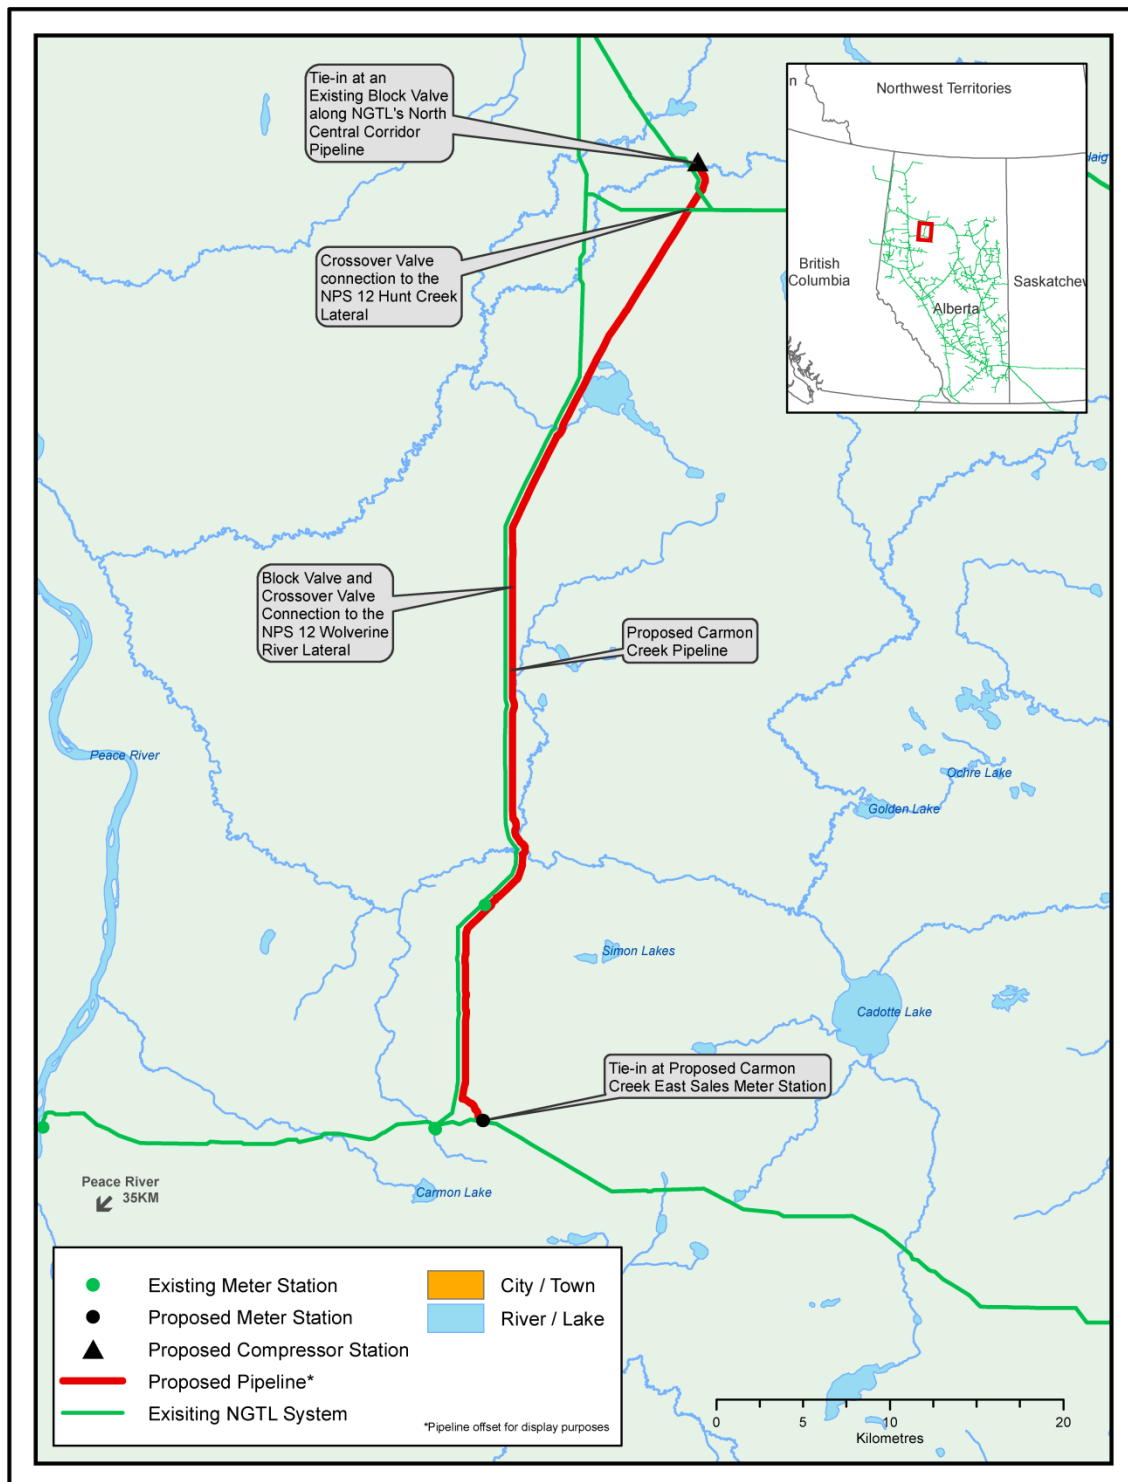 Tie-in at an
Existing Block Valve
along NGTL's North
Central Corridor
Pipeline
Northwest Territories
British
Columbia
Alberta
Saskatchew
n
Haig
Crossover Valve
connection to the
NPS 12 Hunt Creek
Lateral
Block Valve and
Crossover Valve
Connection to the
NPS 12 Wolverine
River Lateral
Proposed Carmon
Creek Pipeline
Peace River
Ochre Lake
Golden Lake
Simon Lakes
Cadotte Lake
Tie-in at Proposed Carmon
Creek East Sales Meter Station
Peace River
35KM
Carmon Lake
Existing Meter Station
Proposed Meter Station
Proposed Compressor Station
Proposed Pipeline*
Exisiting NGTL System
City / Town
River / Lake
*Pipeline offset for display purposes
0 5 10 20
Kilometres